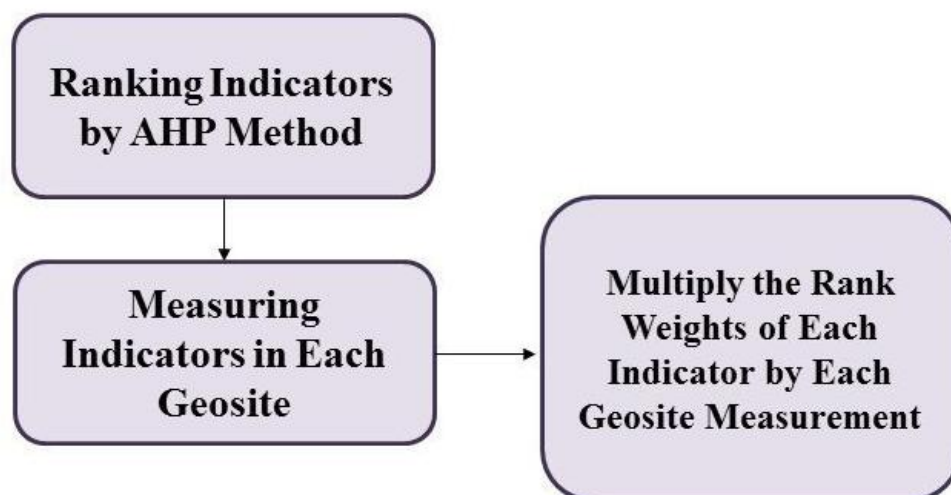 Ranking Indicators
by AHP Method
Measuring
Indicators in Each
Geosite
Multiply the Rank
Weights of Each
Indicator by Each
Geosite Measurement